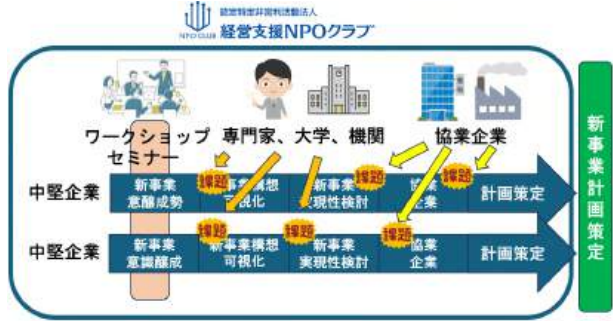 認定特定非営利活動法人
NPO CLUB 経営支援NPOクラブ
ワークショップ
セミナー
専門家、大学、機関
協業企業
中堅企業
新事業
意醸成勢
課題
新事業構想
可視化
新事業
実現性検討
課題
協業
企業
課題
計画策定
中堅企業
新事業
意識醸成
課題
新事業構想
可視化
課題
新事業
実現性検討
課題
協業
企業
計画策定
新事業計画策定